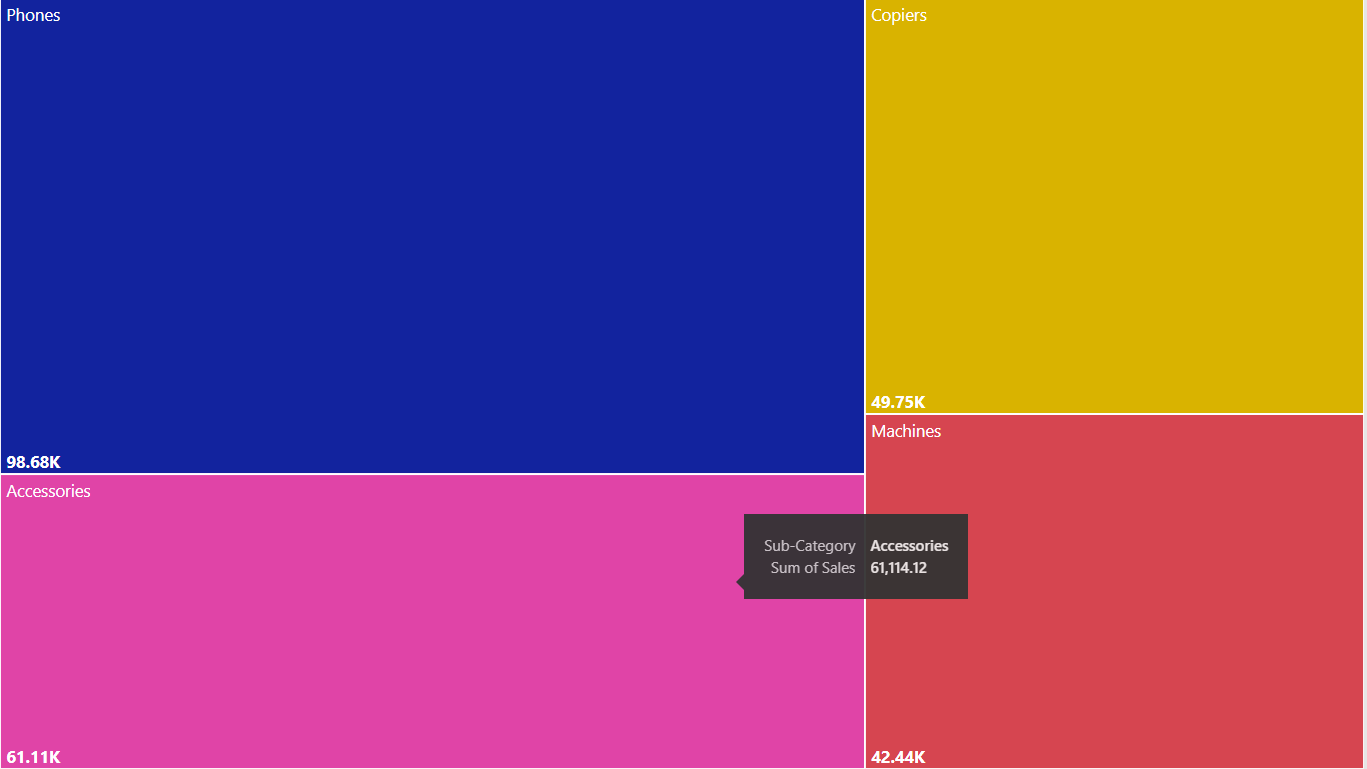 Phones
98.68K
Accessories
61.11K
Copiers
49.75K
Machines
42.44K
Sub-Category Accessories
Sum of Sales 61,114.12